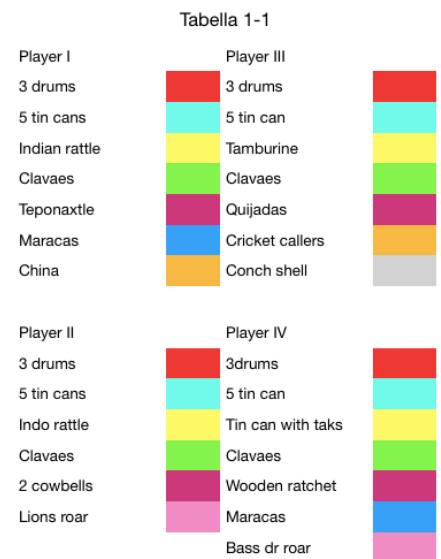 Tabella 1-1
Player I
3 drums
5 tin cans
Indian rattle
Clavaes
Teponaxtle
Maracas
China
Player III
3 drums
5 tin can
Tamburine
Clavaes
Quijadas
Cricket callers
Conch shell
Player II
3 drums
5 tin cans
Indo rattle
Clavaes
2 cowbells
Lions roar
Player IV
3drums
5 tin can
Tin can with taks
Clavaes
Wooden ratchet
Maracas
Bass dr roar